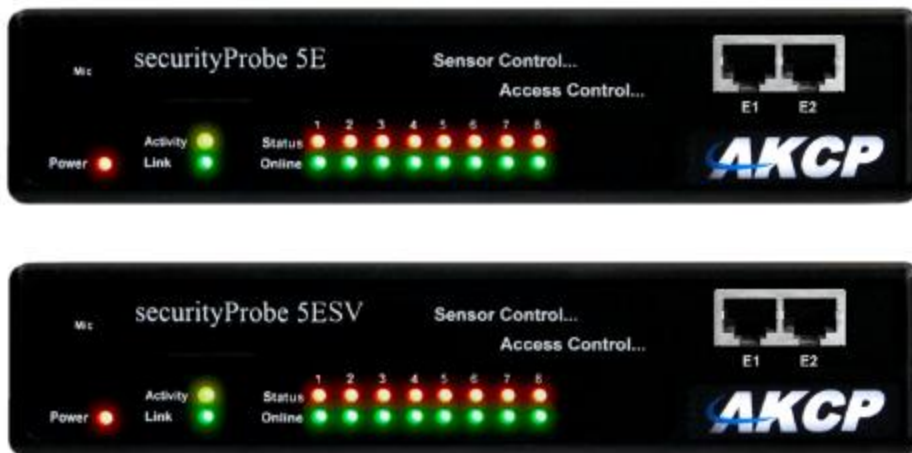 Mic
securityProbe 5E
Sensor Control...
Access Control...
E1 E2
1 2 3 4 5 6 7 8
Activity
Status
Power
Link
Online
AKCP
Mic
securityProbe 5ESV
Sensor Control...
Access Control...
E1 E2
1 2 3 4 5 6 7 8
Activity
Status
Power
Link
Online
AKCP